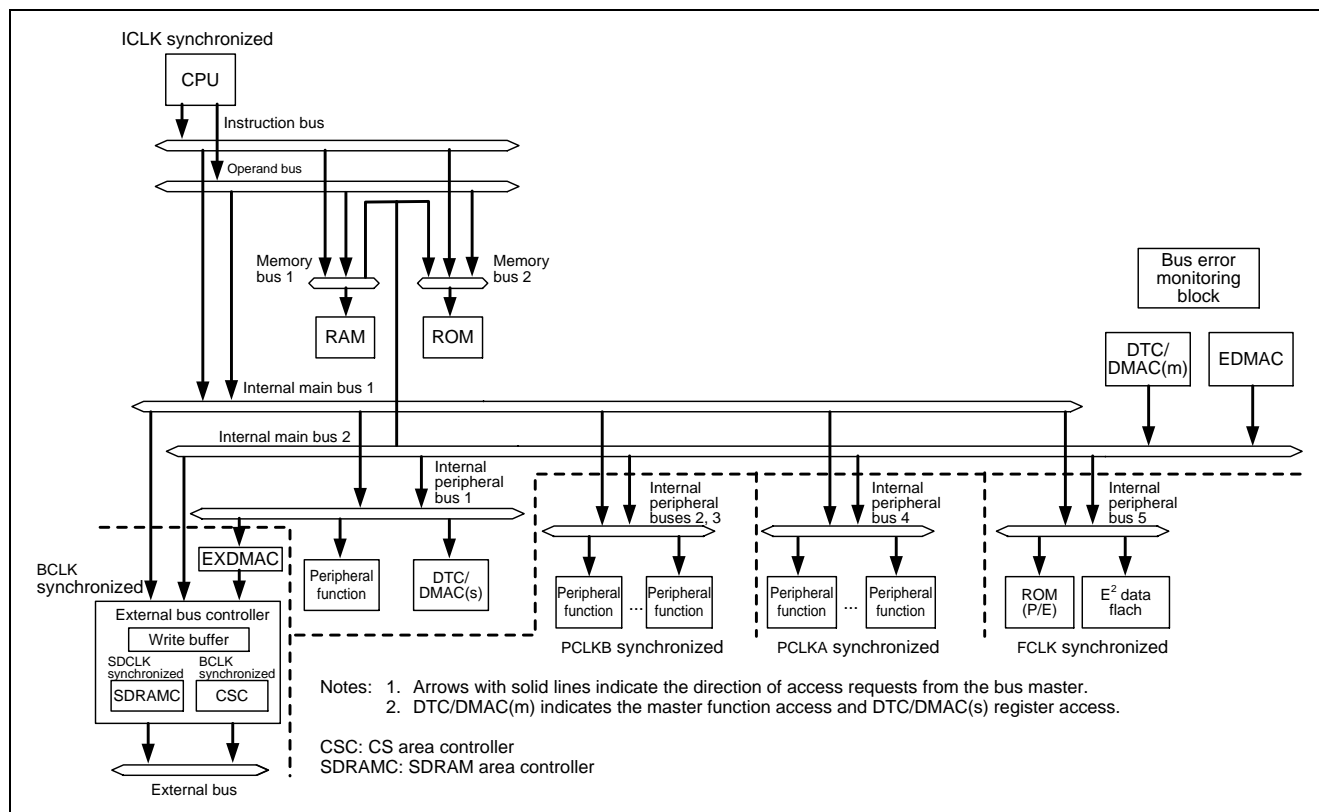 ICLK synchronized
CPU
Instruction bus
Operand bus
Memory
bus 1
Memory
bus 2
RAM
ROM
Bus error
monitoring
block
DTC/
DMAC(m)
EDMAC
Internal main bus 1
Internal main bus 2
Internal
peripheral
bus 1
Internal
peripheral
buses 2, 3
Internal
peripheral
bus 4
Internal
peripheral
bus 5
BCLK
synchronized
EXDMAC
Peripheral
function
DTC/
DMAC(s)
Peripheral
function
...
Peripheral
function
Peripheral
function
...
Peripheral
function
ROM
(P/E)
E² data
flach
PCLKB synchronized
PCLKA synchronized
FCLK synchronized
External bus controller
Write buffer
SDCLK
synchronized
BCLK
synchronized
SDRAMC
CSC
External bus
Notes: 1. Arrows with solid lines indicate the direction of access requests from the bus master.
2. DTC/DMAC(m) indicates the master function access and DTC/DMAC(s) register access.
CSC: CS area controller
SDRAMC: SDRAM area controller